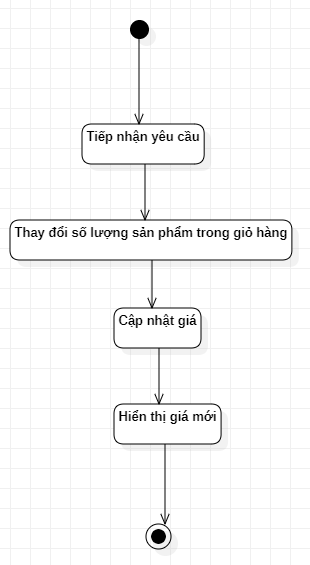 Tiếp nhận yêu cầu
Thay đổi số lượng sản phẩm trong giỏ hàng
Cập nhật giá
Hiển thị giá mới